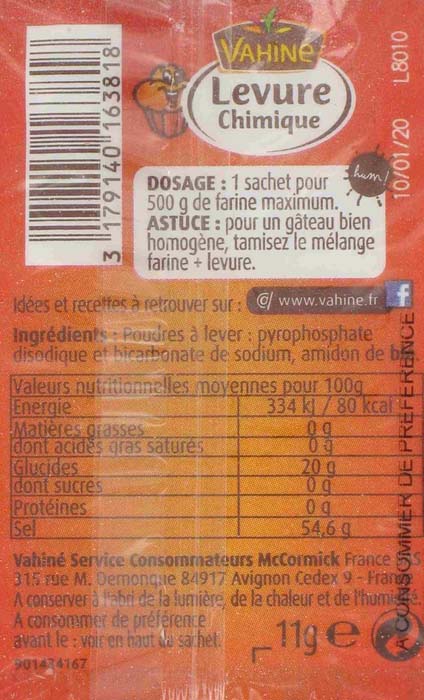 VAHINÉ
Levure
Chimique
hum!
DOSAGE : 1 sachet pour
500 g de farine maximum.
ASTUCE : pour un gâteau bien
homogène, tamisez le mélange
farine + levure.
3 179140 163818
10/01/20 L8010
Idées et recettes à retrouver sur : @ www.vahine.fr f
Ingrédients : Poudres à lever : pyrophosphate
disodique et bicarbonate de sodium, amidon de
Valeurs nutritionnelles moyennes pour 100g
Energie 334 kj / 80 kcal
Matières grasses 0 g
dont acides gras saturés 0 g
Glucides 20 g
dont sucres 0 g
Protéines 0 g
Sel 54,6 g
Vahiné Service Consommateurs McCormick France
315 rue M. Demonque 84917 Avignon Cedex 9 -
A conserver à l'abri de la lumière, de la chaleur et de
A consommer de préférence
avant le : voir en haut du sachet.
11g e
901434167
A CONSOMMER DE PREFERENCE